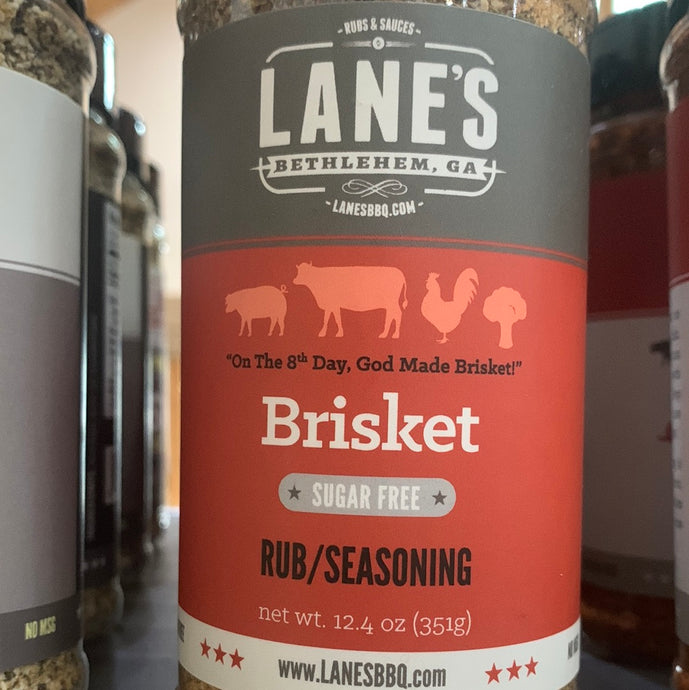 - RUBS & SAUCES -
LANE'S
BETHLEHEM, GA
- LANESBBQ.COM -
"On The 8th Day, God Made Brisket!"
Brisket
★ SUGAR FREE ★
RUB/SEASONING
net wt. 12.4 oz (351g)
★★★ www.LANESBBQ.com ★★★
NO MSG